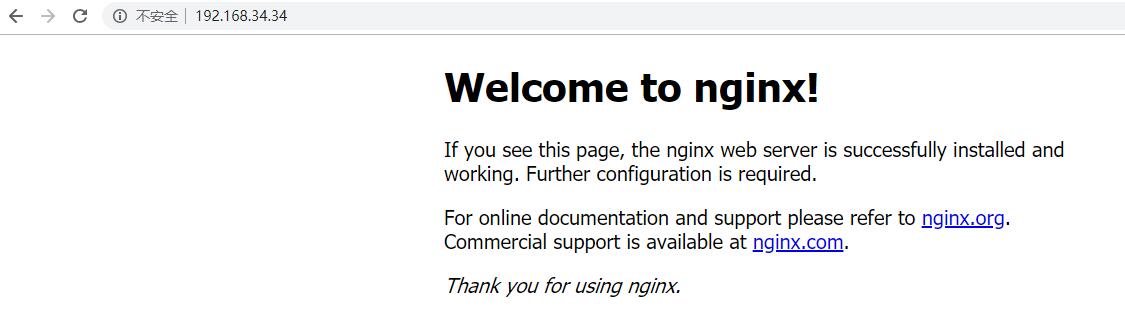 不安全 | 192.168.34.34
Welcome to nginx!
If you see this page, the nginx web server is successfully installed and
working. Further configuration is required.
For online documentation and support please refer to nginx.org.
Commercial support is available at nginx.com.
Thank you for using nginx.